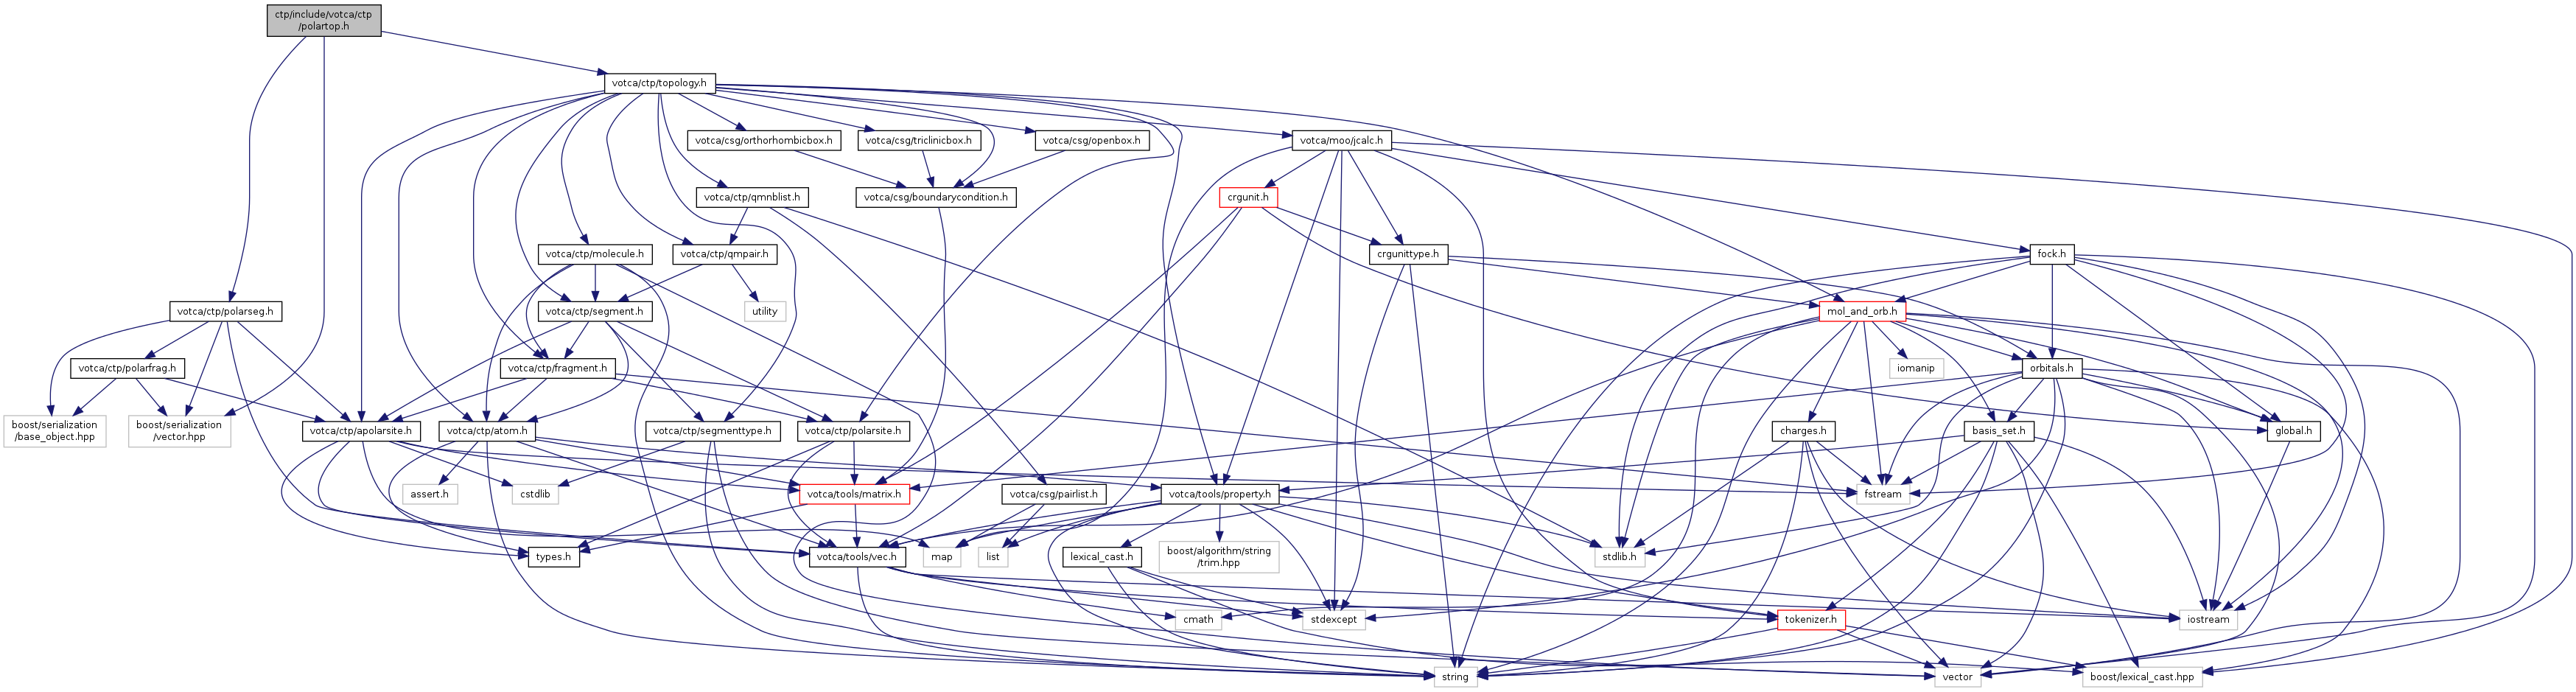 ctp/include/votca/ctp
/polartop.h
votca/ctp/topology.h
votca/csg/orthorhombicbox.h
votca/csg/triclinicbox.h
votca/csg/openbox.h
votca/moo/jcalc.h
votca/ctp/qmnblist.h
votca/csg/boundarycondition.h
crgunit.h
votca/ctp/molecule.h
votca/ctp/qmpair.h
crgunittype.h
fock.h
votca/ctp/polarseg.h
votca/ctp/segment.h
utility
mol_and_orb.h
votca/ctp/polarfrag.h
votca/ctp/fragment.h
iomanip
orbitals.h
boost/serialization
/base_object.hpp
boost/serialization
/vector.hpp
votca/ctp/apolarsite.h
votca/ctp/atom.h
votca/ctp/segmenttype.h
votca/ctp/polarsite.h
charges.h
basis_set.h
global.h
assert.h
cstdlib
votca/tools/matrix.h
votca/csg/pairlist.h
votca/tools/property.h
fstream
types.h
votca/tools/vec.h
map
list
lexical_cast.h
boost/algorithm/string
/trim.hpp
stdlib.h
cmath
stdexcept
tokenizer.h
iostream
string
vector
boost/lexical_cast.hpp